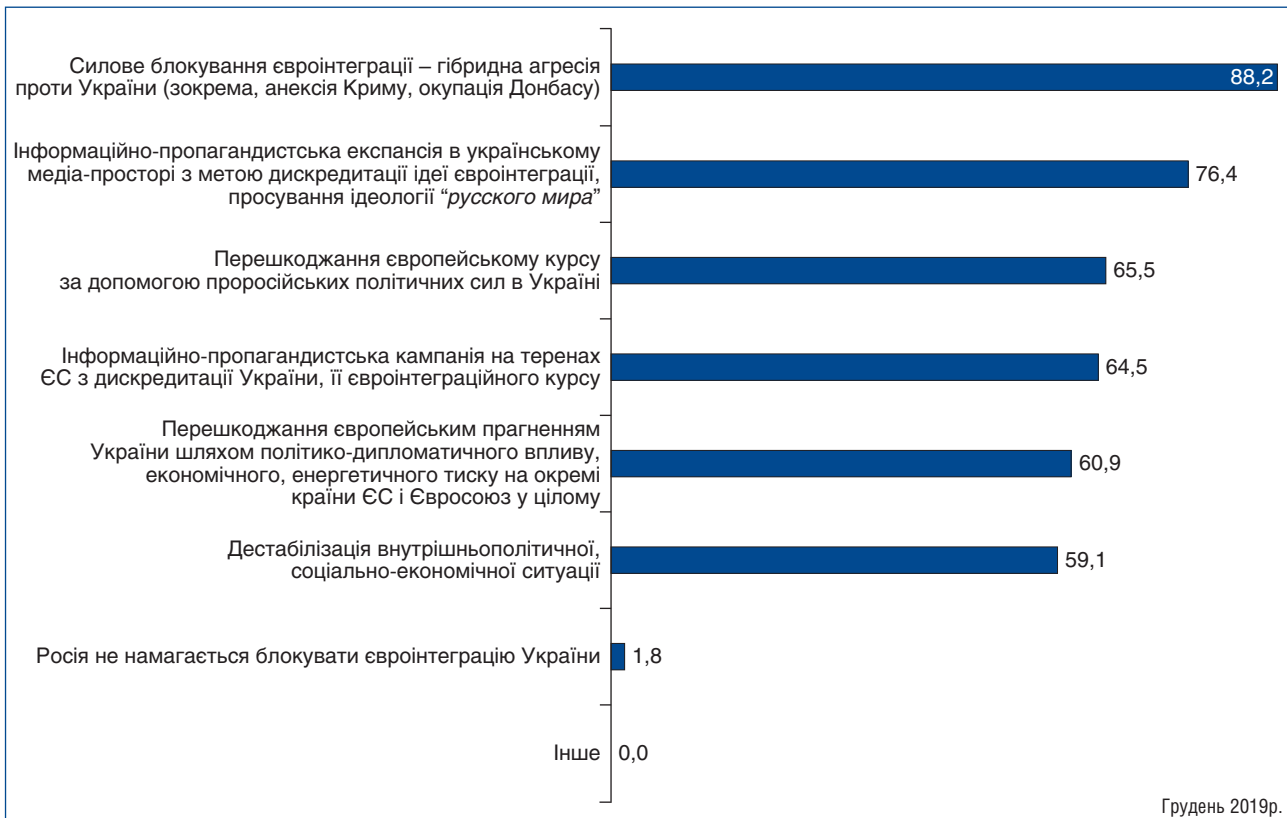 Силове блокування євроінтеграції – гібридна агресія
проти України (зокрема, анексія Криму, окупація Донбасу)
88,2
Інформаційно-пропагандистська експансія в українському
медіа-просторі з метою дискредитації ідеї євроінтеграції,
просування ідеології “русского мира”
76,4
Перешкоджання європейському курсу
за допомогою проросійських політичних сил в Україні
65,5
Інформаційно-пропагандистська кампанія на теренах
ЄС з дискредитації України, її євроінтеграційного курсу
64,5
Перешкоджання європейським прагненням
України шляхом політико-дипломатичного впливу,
економічного, енергетичного тиску на окремі
країни ЄС і Євросоюз у цілому
60,9
Дестабілізація внутрішньополітичної,
соціально-економічної ситуації
59,1
Росія не намагається блокувати євроінтеграцію України
1,8
Інше
0,0
Грудень 2019р.